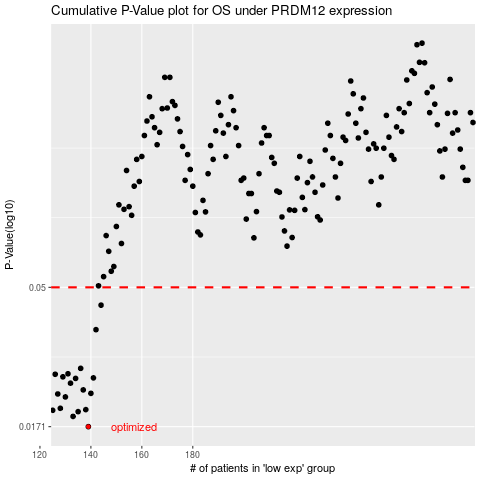 Cumulative P-Value plot for OS under PRDM12 expression
P-Value(log10)
0.05
0.0171
optimized
120 140 160 180
# of patients in 'low exp' group